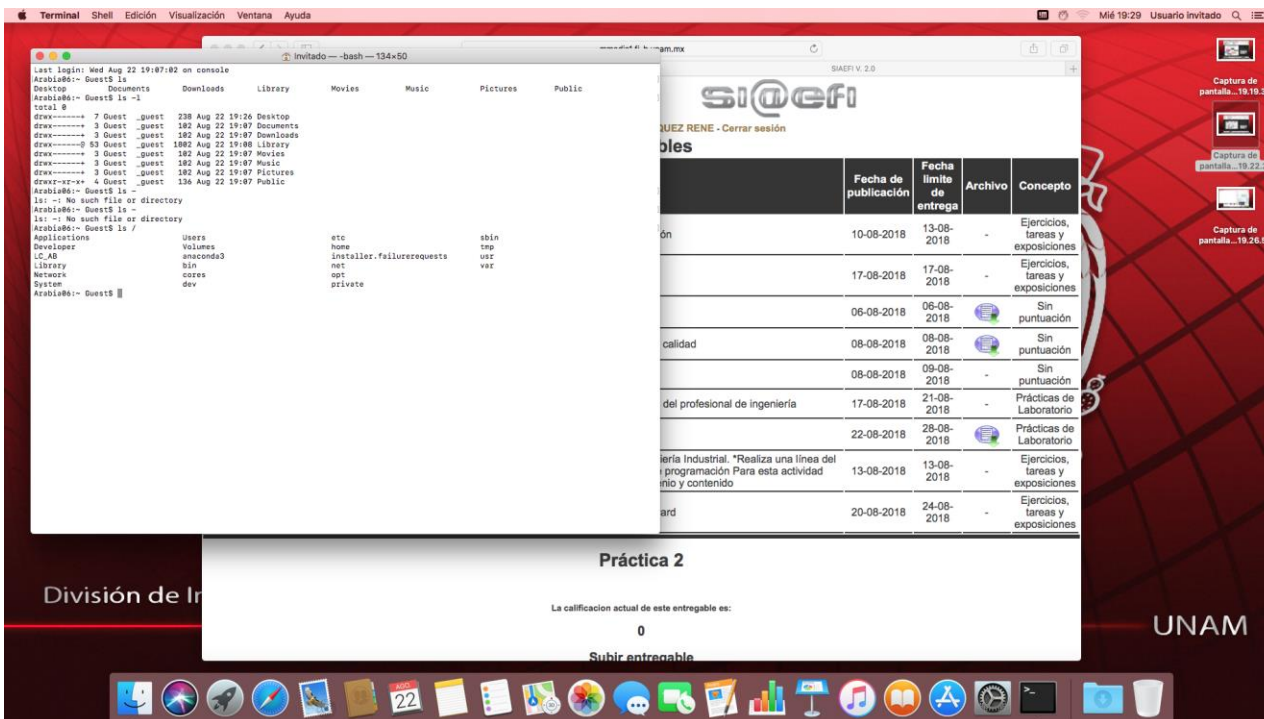 Terminal Shell Edición Visualización Ventana Ayuda
Mié 19:29 Usuario invitado
Invitado — -bash — 134×50
Last login: Wed Aug 22 19:07:02 on console
Arabia06:~ Guest$ ls
Desktop Documents Downloads Library Movies Music Pictures Public
Arabia06:~ Guest$ ls -l
total 0
drwx------+ 7 Guest _guest 238 Aug 22 19:26 Desktop
drwx------+ 3 Guest _guest 102 Aug 22 19:07 Documents
drwx------+ 3 Guest _guest 102 Aug 22 19:07 Downloads
drwx------@ 53 Guest _guest 1802 Aug 22 19:08 Library
drwx------+ 3 Guest _guest 102 Aug 22 19:07 Movies
drwx------+ 3 Guest _guest 102 Aug 22 19:07 Music
drwx------+ 3 Guest _guest 102 Aug 22 19:07 Pictures
drwxr-xr-x+ 4 Guest _guest 136 Aug 22 19:07 Public
Arabia06:~ Guest$ ls -
ls: -: No such file or directory
Arabia06:~ Guest$ ls -
ls: -: No such file or directory
Arabia06:~ Guest$ ls /
Applications Users etc sbin
Developer Volumes home tmp
LC_AB anaconda3 installer.failurerequests usr
Library bin net var
Network cores opt
System dev private
Arabia06:~ Guest$
SIAEFI V. 2.0
si@efi
QUEZ RENE - Cerrar sesión
bles
Fecha de publicación Fecha limite de entrega Archivo Concepto
ón 10-08-2018 13-08-2018 - Ejercicios, tareas y exposiciones
17-08-2018 17-08-2018 - Ejercicios, tareas y exposiciones
06-08-2018 06-08-2018 Sin puntuación
calidad 08-08-2018 08-08-2018 Sin puntuación
08-08-2018 09-08-2018 - Sin puntuación
del profesional de ingeniería 17-08-2018 21-08-2018 - Prácticas de Laboratorio
22-08-2018 28-08-2018 Prácticas de Laboratorio
iería Industrial. *Realiza una línea del
programación Para esta actividad
enio y contenido 13-08-2018 13-08-2018 - Ejercicios, tareas y exposiciones
ard 20-08-2018 24-08-2018 - Ejercicios, tareas y exposiciones
Práctica 2
La calificacion actual de este entregable es:
0
Subir entregable
Captura de
pantalla...19.19.3
Captura de
pantalla...19.22.
Captura de
pantalla...19.26.5
División de In
UNAM
AGO
22